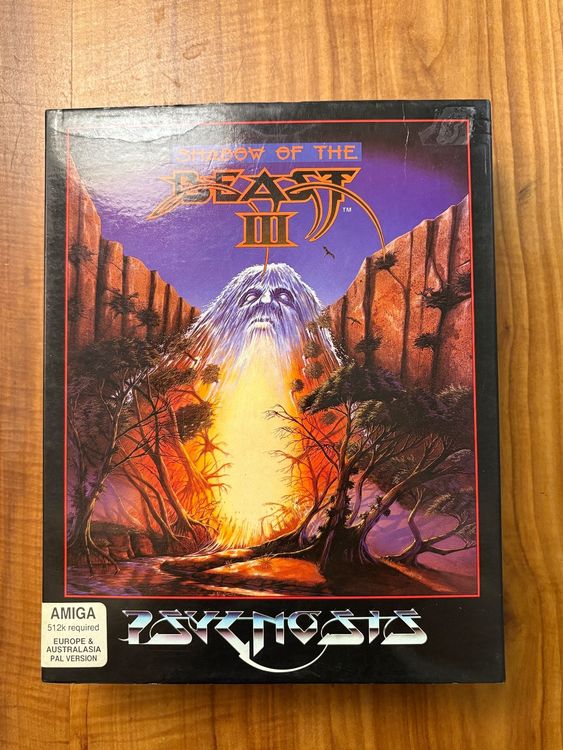 SHADOW OF THE
BEAST
III
TM
PSYGNOSIS
AMIGA
512k required
EUROPE &
AUSTRALASIA
PAL VERSION